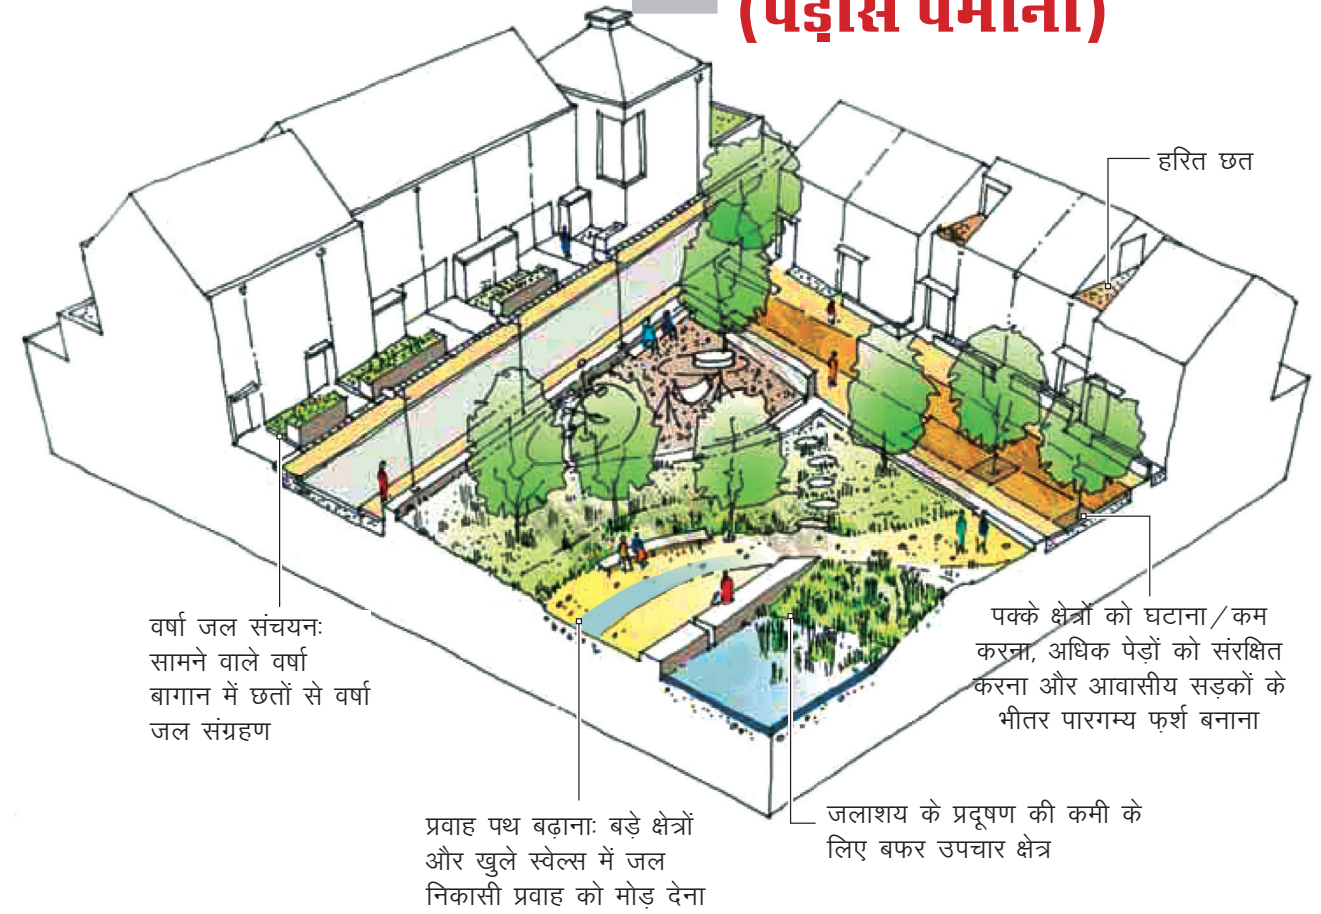 (पड़ोस पैमाना)
हरित छत
वर्षा जल संचयनः
सामने वाले वर्षा
बागान में छतों से वर्षा
जल संग्रहण
पक्के क्षेत्रों को घटाना/कम
करना, अधिक पेड़ों को संरक्षित
करना और आवासीय सड़कों के
भीतर पारगम्य फ़र्श बनाना
जलाशय के प्रदूषण की कमी के
लिए बफर उपचार क्षेत्र
प्रवाह पथ बढ़ानाः बड़े क्षेत्रों
और खुले स्वेल्स में जल
निकासी प्रवाह को मोड़ देना